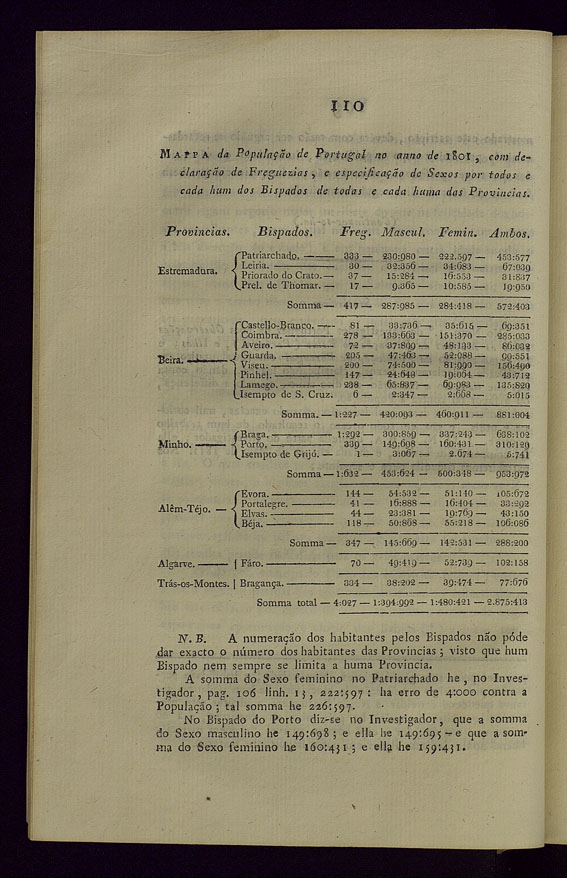 110
MAPPA da População de Portugal no anno de 1801, com de-
claração de Freguezias, e especificação de Sexos por todos e
cada hum dos Bispados de todas e cada huma das Provincias.
Provincias. Bispados. Freg. Mascul. Femin. Ambos.
Estremadura.
Patriarchado. —— 333 — 230:980 — 222:597 — 453:577
Leiria. —— 30 — 32:356 — 34:683 — 67:039
Priorado do Crato. — 37 — 15:284 — 16:553 — 31:837
Prel. de Thomar. — 17 — 9:365 — 10:585 — 19:950
Somma — 417 — 287:985 — 284:418 — 572:403
Beira. ——
Castello-Branco. — 81 — 33:736 — 35:615 — 69:351
Coimbra. —— 278 — 133:663 — 151:370 — 285:033
Aveiro. —— 72 — 37:899 — 48:133 — 86:032
Guarda. —— 205 — 47:463 — 52:088 — 99:551
Viseu. —— 200 — 74:500 — 81:990 — 156:490
Pinhel. —— 147 — 24:648 — 19:064 — 43:712
Lamego. —— 238 — 65:837 — 69:983 — 135:820
Isempto de S. Cruz. 6 — 2:347 — 2:668 — 5:015
Somma. — 1:227 — 420:093 — 460:911 — 881:004
Minho. ——
Braga. —— 1:292 — 300:859 — 337:243 — 638:102
Porto. —— 339 — 149:698 — 160:431 — 310:129
Isempto de Grijó. — 1 — 3:067 — 2.674 — 5:741
Somma — 1:632 — 453:624 — 500:348 — 953:972
Além-Téjo. —
Evora. —— 144 — 54:532 — 51:140 — 105:672
Portalegre. —— 41 — 16:888 — 16:404 — 33:292
Elvas. —— 44 — 23:381 — 19:769 — 43:150
Béja. —— 118 — 50:868 — 55:218 — 106:086
Somma — 347 — 145:669 — 142:531 — 288:200
Algarve. —— | Fáro. —— 70 — 49:419 — 52:739 — 102:158
Trás-os-Montes. | Bragança. —— 334 — 38:202 — 39:474 — 77:676
Somma total — 4:027 — 1:394:992 — 1:480:421 — 2.875:413
N. B. A numeração dos habitantes pelos Bispados não póde
dar exacto o número dos habitantes das Provincias; visto que hum
Bispado nem sempre se limita a huma Provincia.
A somma do Sexo feminino no Patriarchado he, no Inves-
tigador, pag. 106 linh. 13, 222:597: ha erro de 4:000 contra a
População; tal somma he 226:597.
No Bispado do Porto diz-se no Investigador, que a somma
do Sexo masculino he 149:698; e ella he 149:695 — e que a som-
ma do Sexo feminino he 160:431; e ella he 159:431.